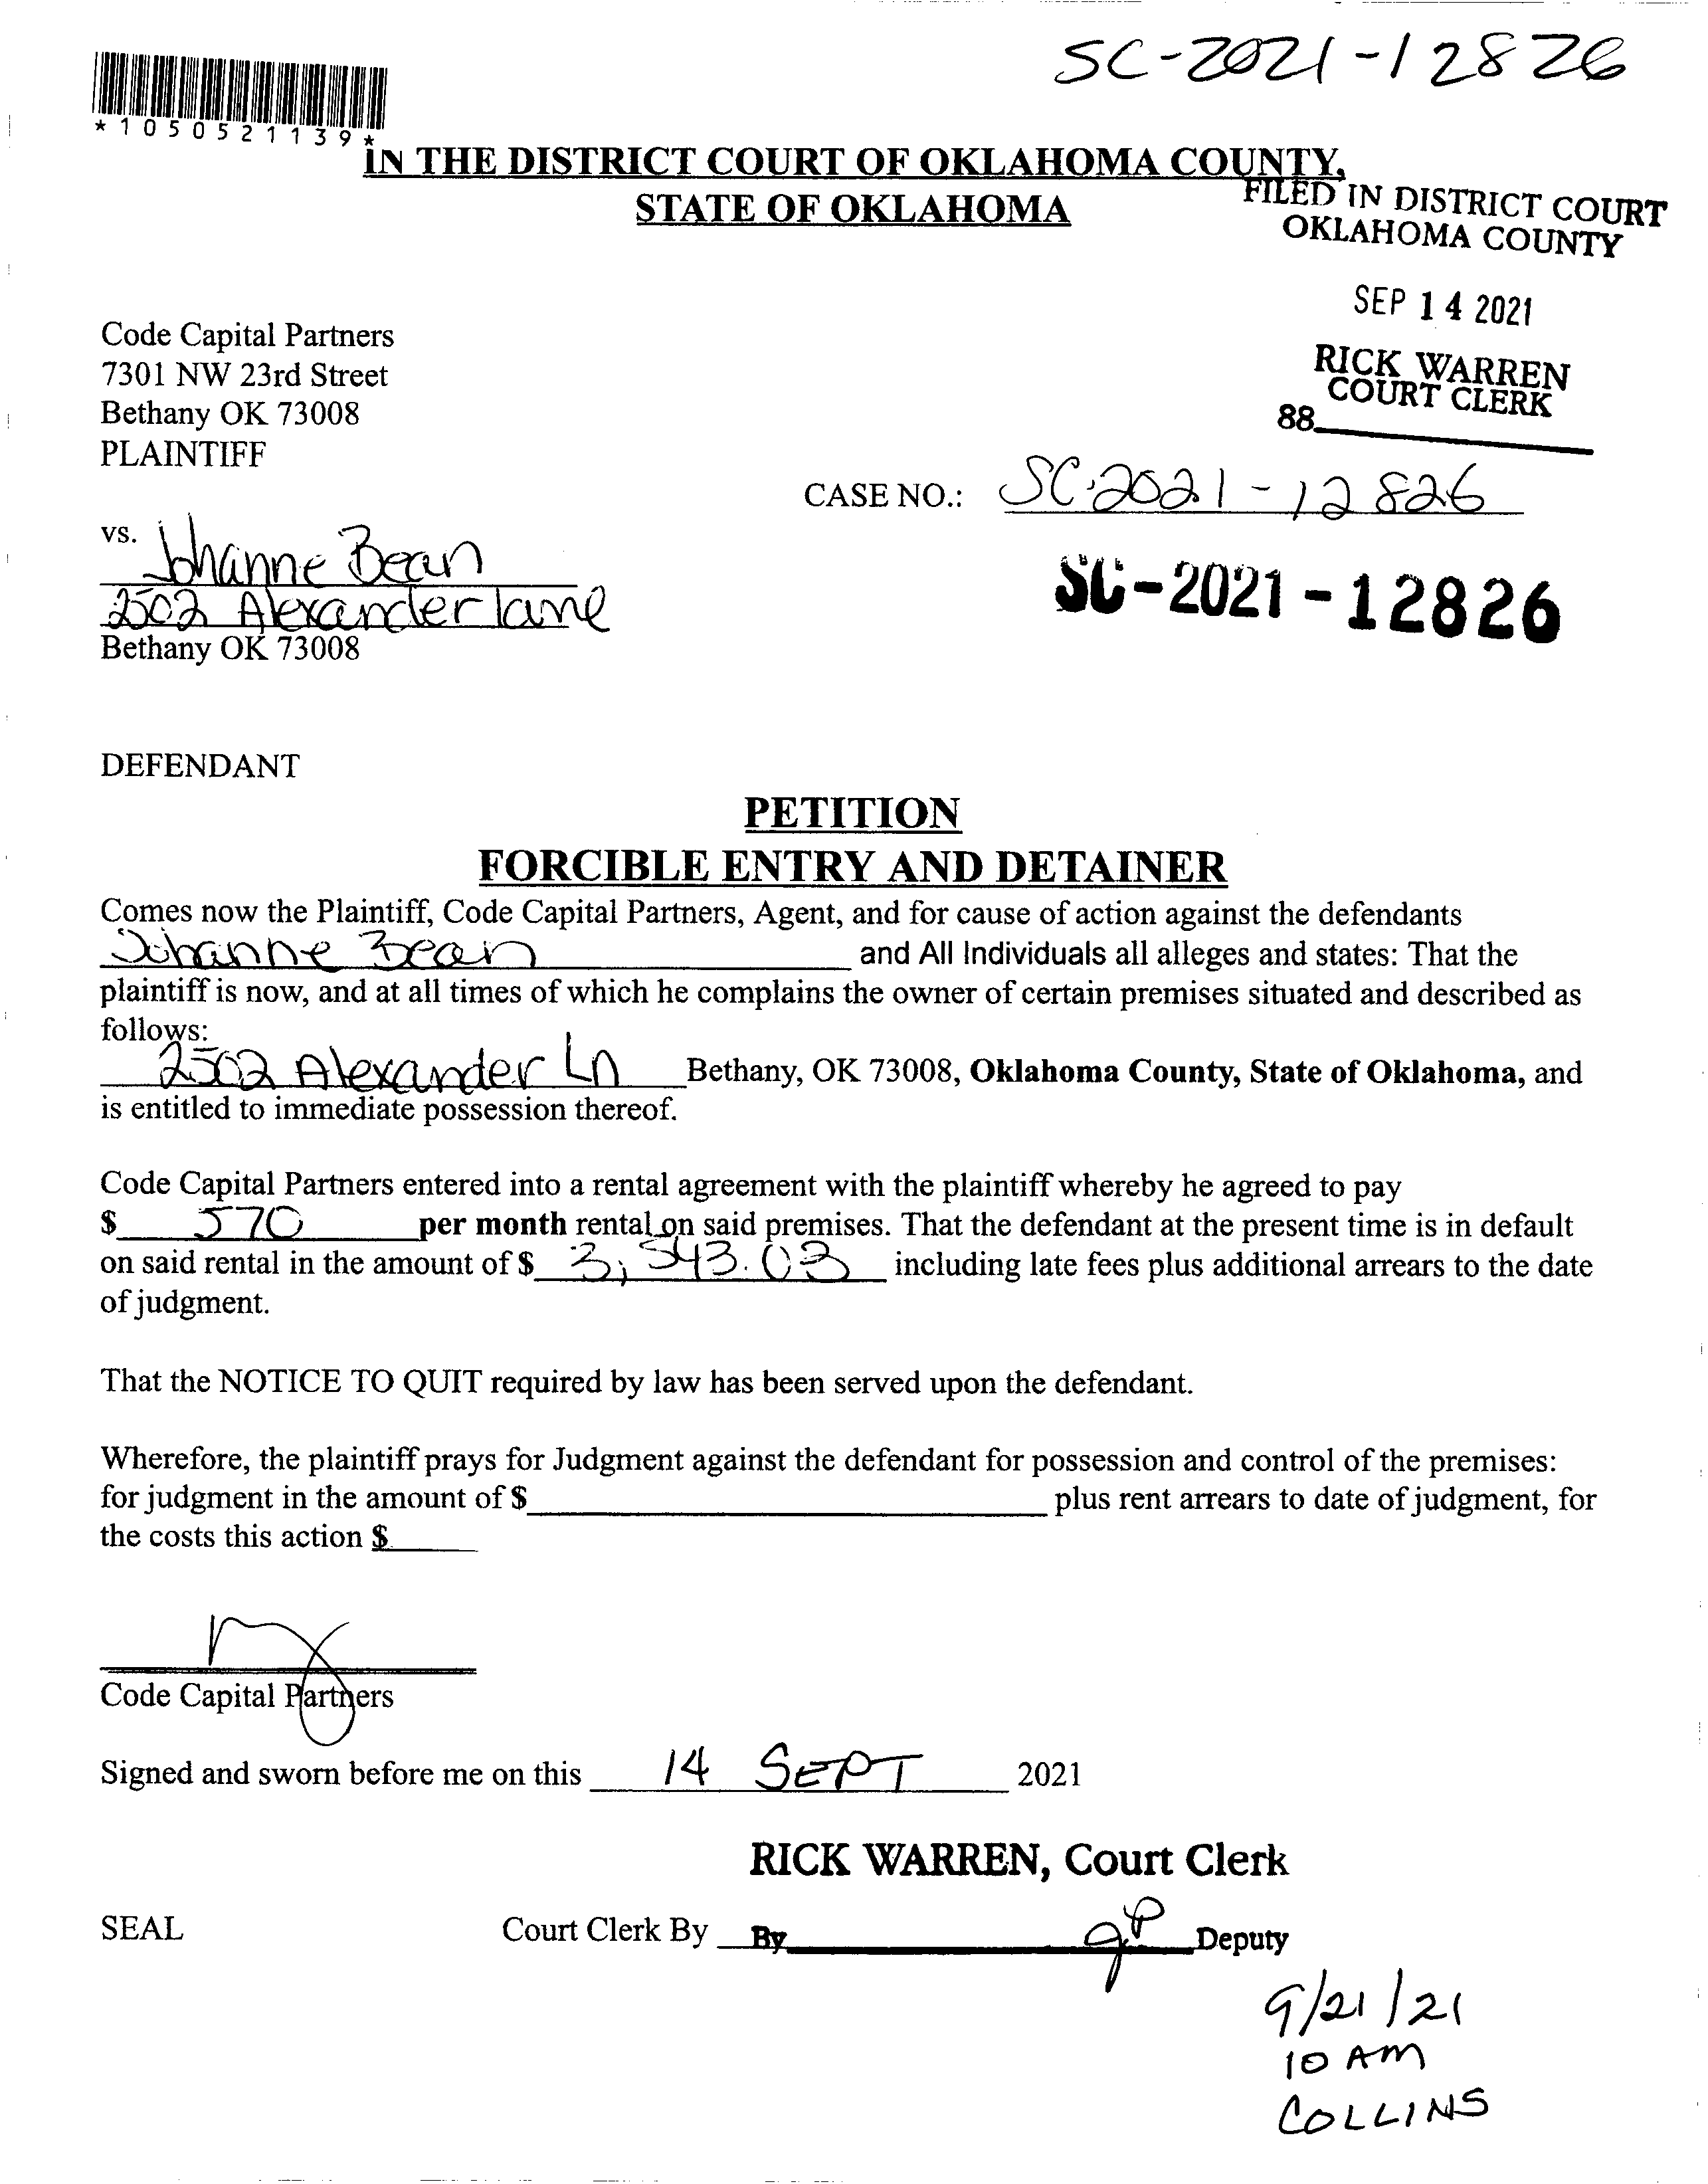 SC-2021-12826
*1050521139*
IN THE DISTRICT COURT OF OKLAHOMA COUNTY,
STATE OF OKLAHOMA
FILED IN DISTRICT COURT
OKLAHOMA COUNTY
SEP 14 2021
RICK WARREN
COURT CLERK
88
Code Capital Partners
7301 NW 23rd Street
Bethany OK 73008
PLAINTIFF
CASE NO.: SC-2021-12826
vs. Johanne Bean
2502 Alexander lane
Bethany OK 73008
SC-2021-12826
DEFENDANT
PETITION
FORCIBLE ENTRY AND DETAINER
Comes now the Plaintiff, Code Capital Partners, Agent, and for cause of action against the defendants
Johanne Bean and All Individuals all alleges and states: That the
plaintiff is now, and at all times of which he complains the owner of certain premises situated and described as
follows:
2502 Alexander Ln Bethany, OK 73008, Oklahoma County, State of Oklahoma, and
is entitled to immediate possession thereof.
Code Capital Partners entered into a rental agreement with the plaintiff whereby he agreed to pay
$ 570 per month rental on said premises. That the defendant at the present time is in default
on said rental in the amount of $ 3,543.03 including late fees plus additional arrears to the date
of judgment.
That the NOTICE TO QUIT required by law has been served upon the defendant.
Wherefore, the plaintiff prays for Judgment against the defendant for possession and control of the premises:
for judgment in the amount of $ plus rent arrears to date of judgment, for
the costs this action $
Code Capital Partners
Signed and sworn before me on this 14 SEPT 2021
RICK WARREN, Court Clerk
SEAL Court Clerk By By Deputy
9/21/21
10 AM
COLLINS